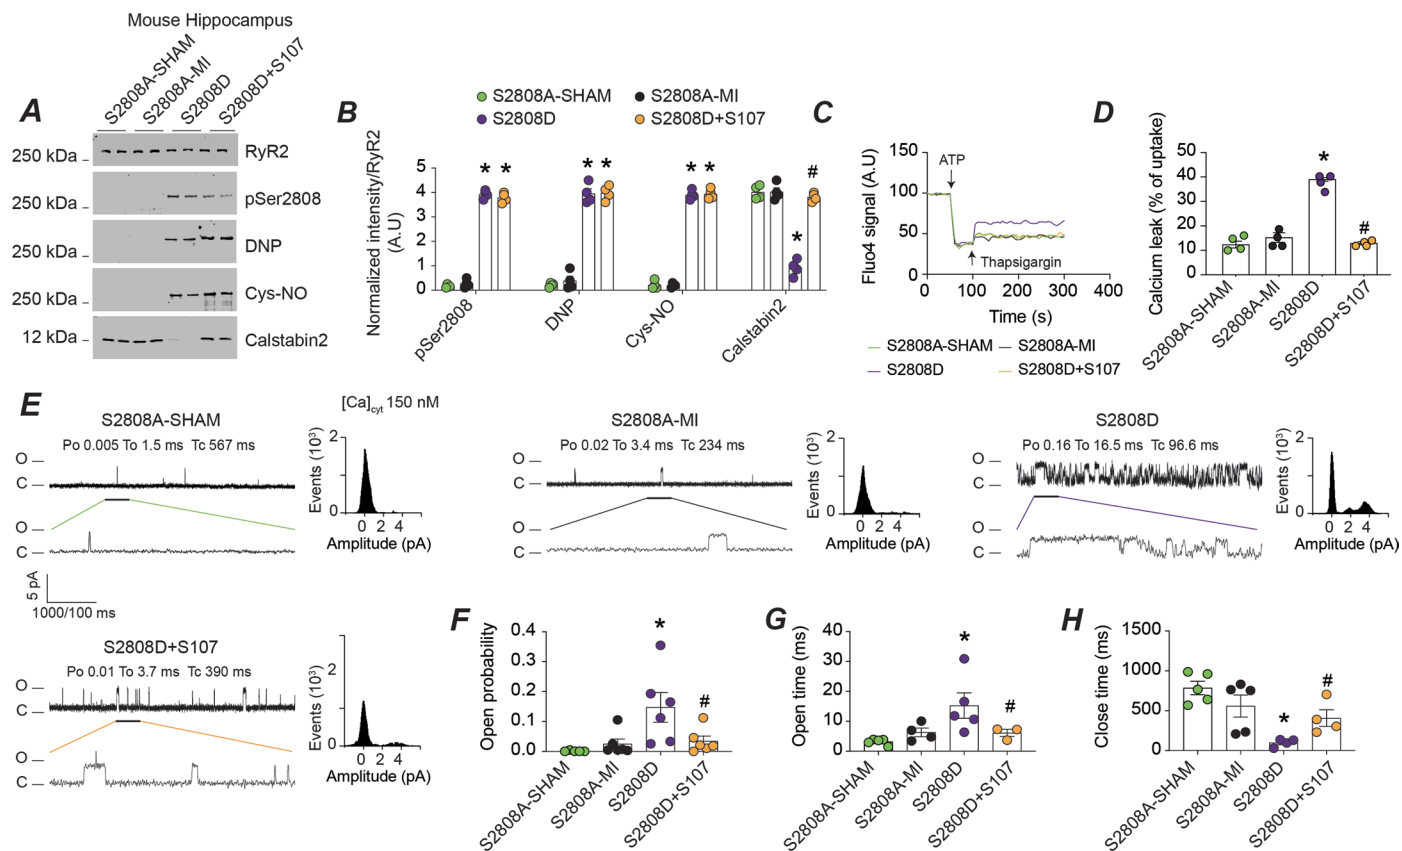 Mouse Hippocampus
S2808A-SHAM
S2808A-MI
S2808D
S2808D+S107
A
250 kDa
RyR2
250 kDa
pSer2808
250 kDa
DNP
250 kDa
Cys-NO
12 kDa
Calstabin2
B
S2808A-SHAM
S2808A-MI
S2808D
S2808D+S107
Normalized intensity/RyR2
(A.U)
5
4
3
2
1
0
* *
* *
* *
*
#
pSer2808
DNP
Cys-NO
Calstabin2
C
Fluo4 signal (A.U)
150
100
50
0
ATP
Thapsigargin
0 100 200 300 400
Time (s)
S2808A-SHAM
S2808A-MI
S2808D
S2808D+S107
D
Calcium leak (% of uptake)
50
40
30
20
10
0
*
#
S2808A-SHAM
S2808A-MI
S2808D
S2808D+S107
E
S2808A-SHAM
[Ca]cyt 150 nM
Po 0.005 To 1.5 ms Tc 567 ms
O
C
O
C
Events (10³)
2
1
0
0 2 4
Amplitude (pA)
S2808A-MI
Po 0.02 To 3.4 ms Tc 234 ms
O
C
O
C
Events (10³)
2
1
0
0 2 4
Amplitude (pA)
S2808D
Po 0.16 To 16.5 ms Tc 96.6 ms
O
C
O
C
Events (10³)
2
1
0
0 2 4
Amplitude (pA)
5 pA
1000/100 ms
S2808D+S107
Po 0.01 To 3.7 ms Tc 390 ms
O
C
O
C
Events (10³)
2
1
0
0 2 4
Amplitude (pA)
F
Open probability
0.4
0.3
0.2
0.1
0.0
*
#
S2808A-SHAM
S2808A-MI
S2808D
S2808D+S107
G
Open time (ms)
40
30
20
10
0
*
#
S2808A-SHAM
S2808A-MI
S2808D
S2808D+S107
H
Close time (ms)
1500
1000
500
0
*
#
S2808A-SHAM
S2808A-MI
S2808D
S2808D+S107